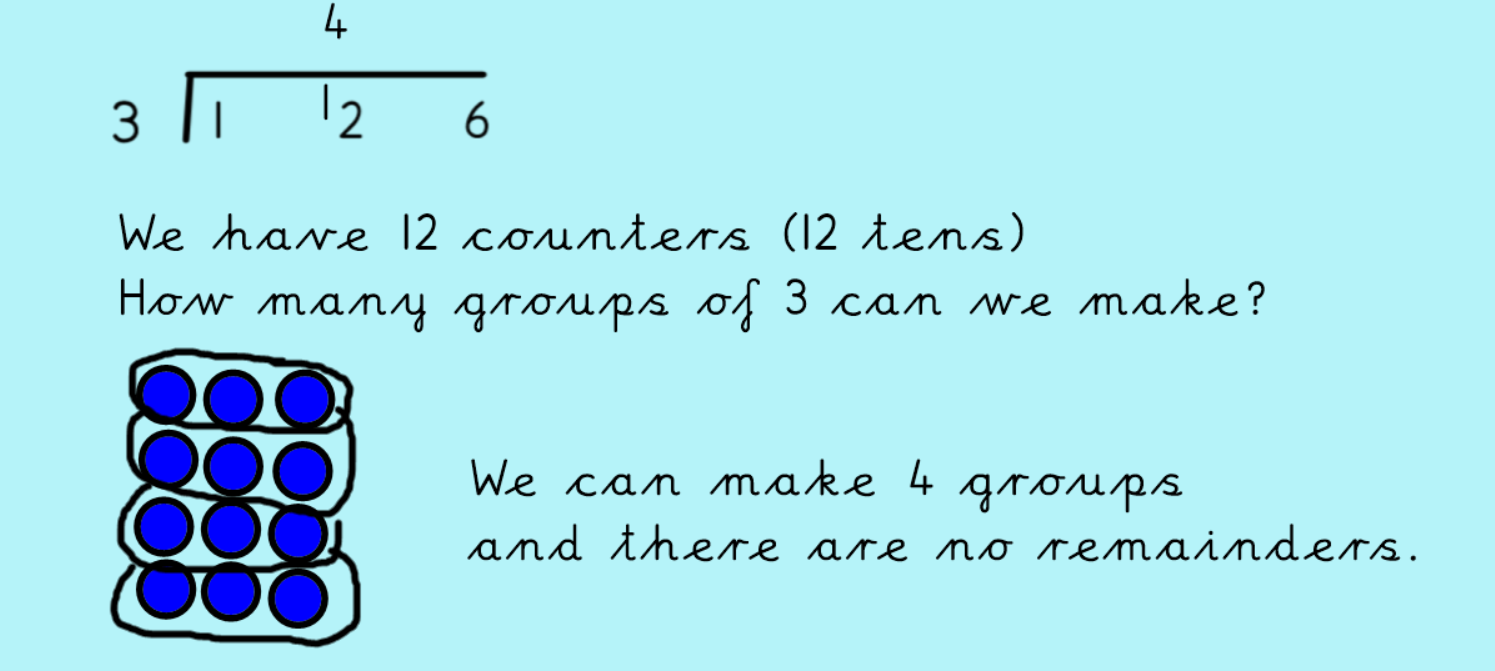 4
3 1 12 6
We have 12 counters (12 tens)
How many groups of 3 can we make?
We can make 4 groups
and there are no remainders.